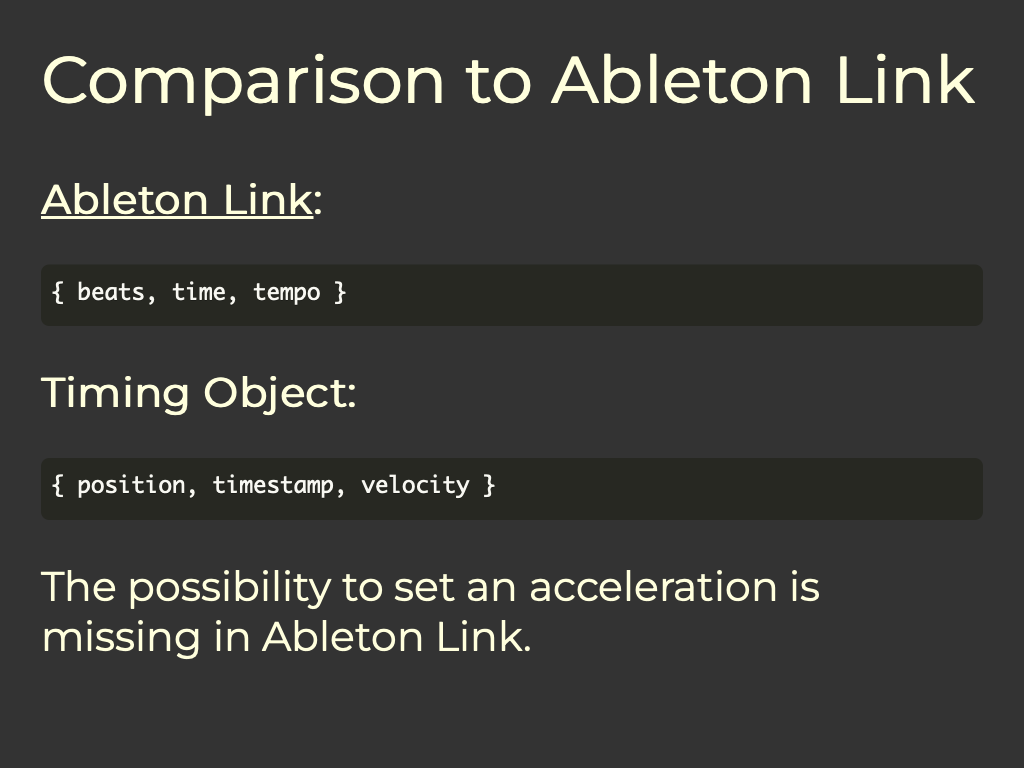 Comparison to Ableton Link
Ableton Link:
{ beats, time, tempo }
Timing Object:
{ position, timestamp, velocity }
The possibility to set an acceleration is
missing in Ableton Link.